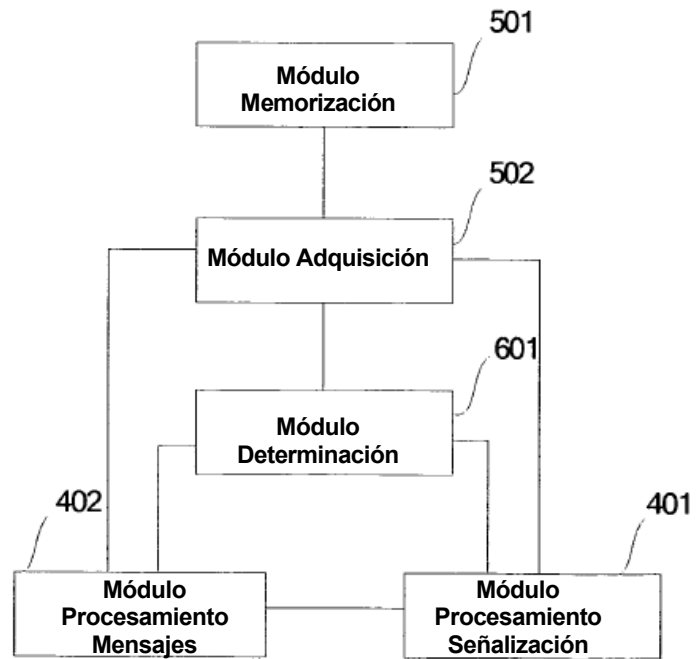 501
Módulo
Memorización
502
Módulo Adquisición
601
Módulo
Determinación
402
401
Módulo
Procesamiento
Mensajes
Módulo
Procesamiento
Señalización